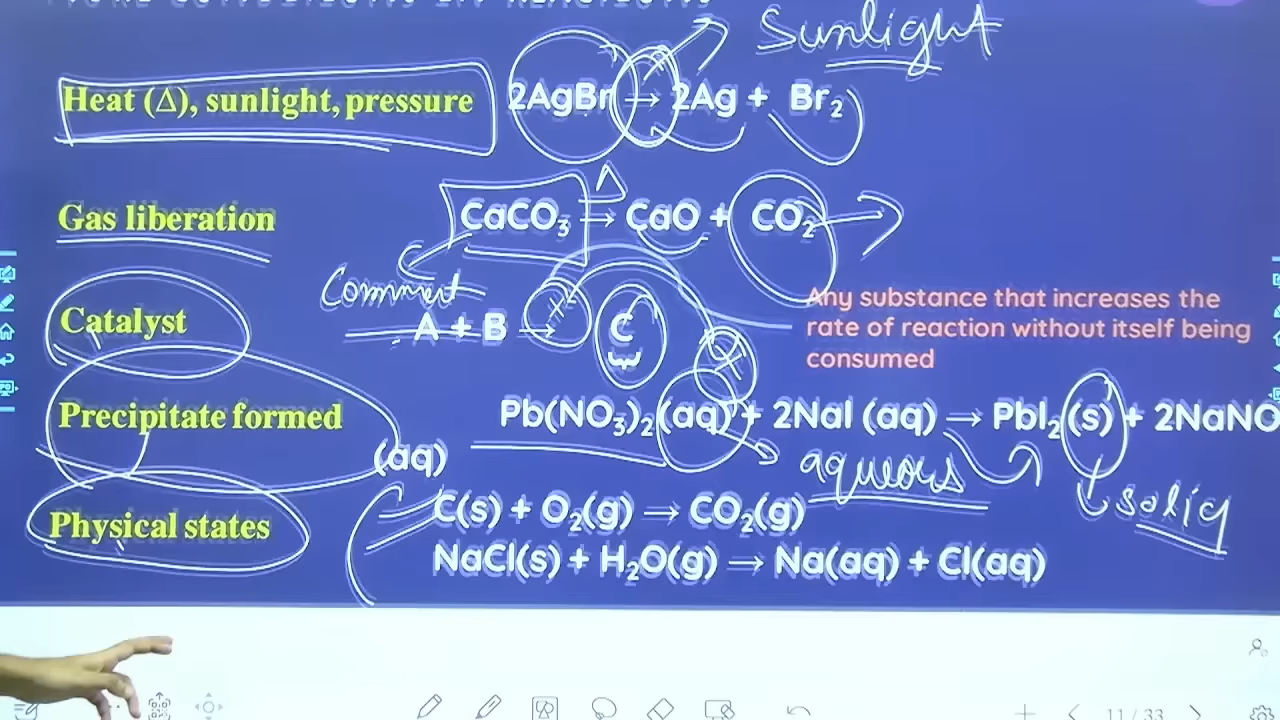 Sunlight
Heat (Δ), sunlight, pressure 2AgBr → 2Ag + Br₂
Δ
Gas liberation CaCO₃ → CaO + CO₂
Any substance that increases the
Catalyst A + B → C rate of reaction without itself being
consumed
Precipitate formed Pb(NO₃)₂(aq) + 2NaI (aq) → PbI₂(s) + 2NaNO
(aq) aqueous
Physical states C(s) + O₂(g) → CO₂(g) solid
NaCl(s) + H₂O(g) → Na(aq) + Cl(aq)
11 / 33